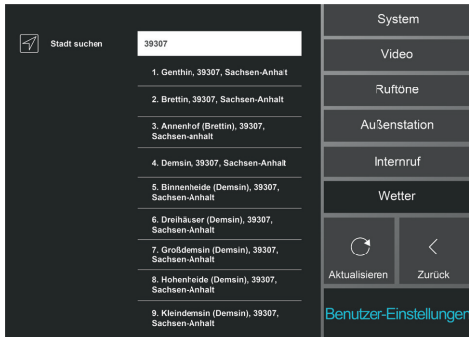 Stadt suchen
39307
1. Genthin, 39307, Sachsen-Anhalt
2. Brettin, 39307, Sachsen-Anhalt
3. Annenhof (Brettin), 39307,
Sachsen-anhalt
4. Demsin, 39307, Sachsen-Anhalt
5. Binnenheide (Demsin), 39307,
Sachsen-Anhalt
6. Dreihäuser (Demsin), 39307,
Sachsen-Anhalt
7. Großdemsin (Demsin), 39307,
Sachsen-Anhalt
8. Hohenheide (Demsin), 39307,
Sachsen-Anhalt
9. Kleindemsin (Demsin), 39307,
Sachsen-Anhalt
System
Video
Ruftöne
Außenstation
Internruf
Wetter
Aktualisieren
Zurück
Benutzer-Einstellungen